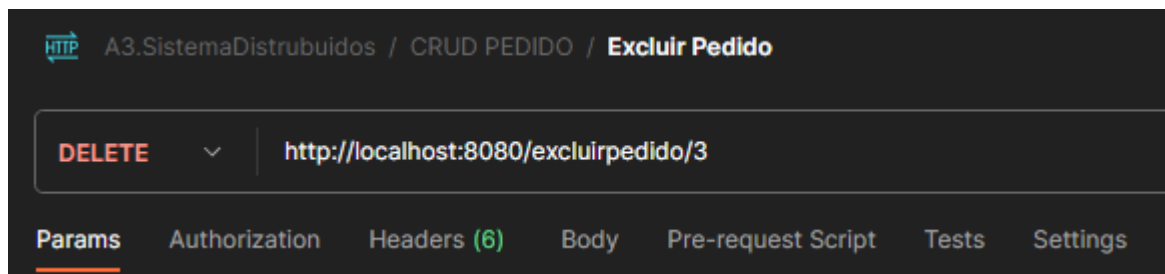 HTTP A3.SistemaDistrubuidos / CRUD PEDIDO / Excluir Pedido
DELETE http://localhost:8080/excluirpedido/3
Params Authorization Headers (6) Body Pre-request Script Tests Settings